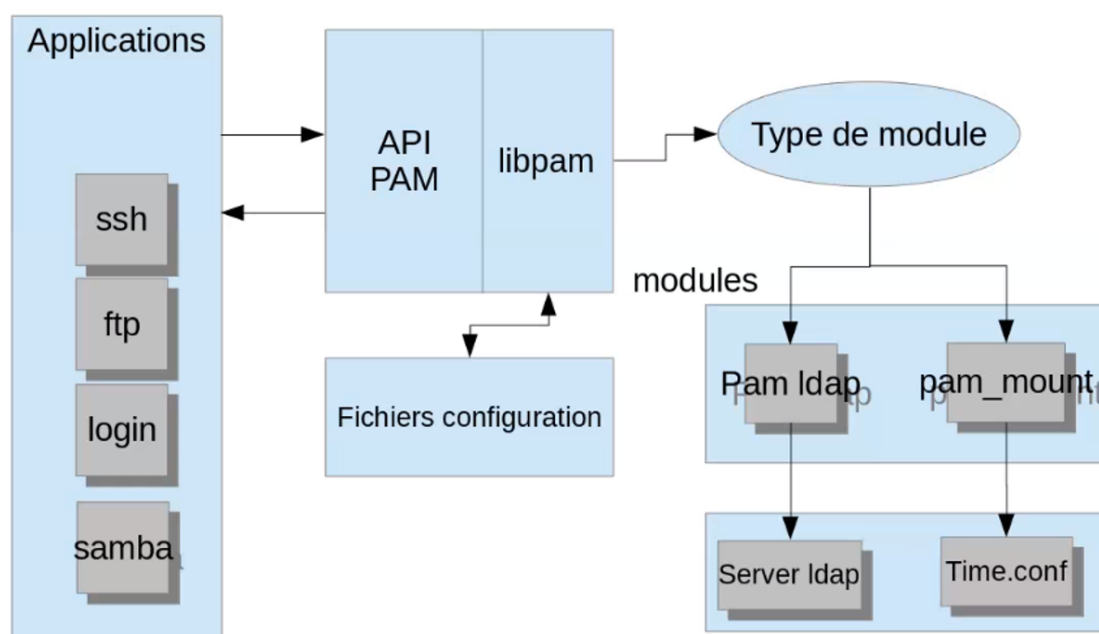 Applications
ssh
ftp
login
samba
API
PAM
libpam
Fichiers configuration
Type de module
modules
Pam ldap
pam_mount
Server ldap
Time.conf